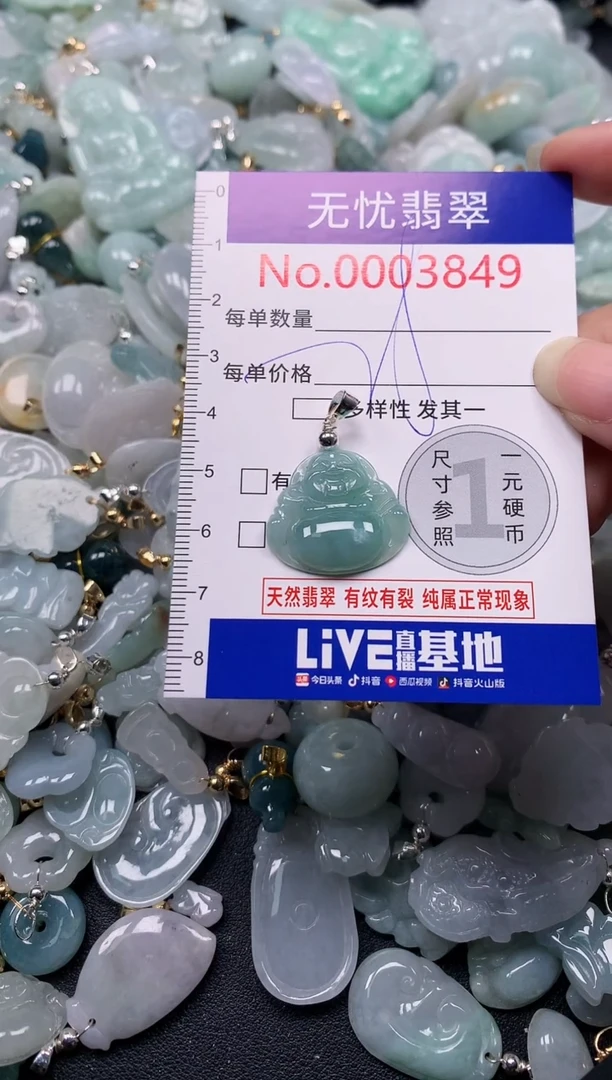 无忧翡翠
No.0003849
每单数量
每单价格
多样性 发其一
有
尺寸参照
1
一元硬币
天然翡翠 有纹有裂 纯属正常现象
LiVE直播基地
头条 今日头条 抖音 西瓜视频 抖音火山版
0
1
2
3
4
5
6
7
8